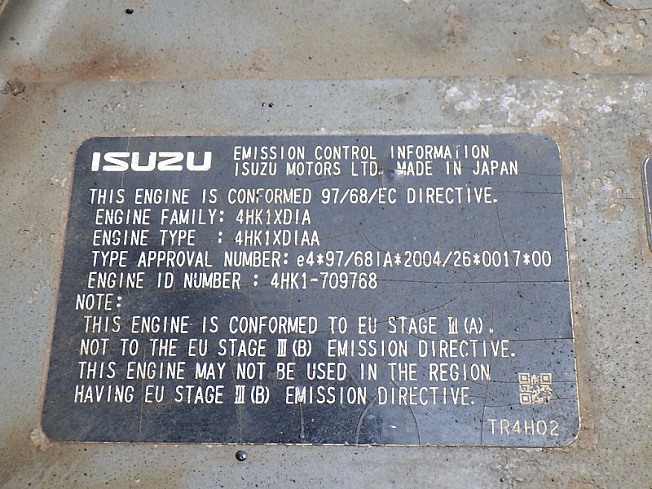 ISUZU EMISSION CONTROL INFORMATION
ISUZU MOTORS LTD. MADE IN JAPAN
THIS ENGINE IS CONFORMED 97/68/EC DIRECTIVE.
ENGINE FAMILY: 4HK1XDIA
ENGINE TYPE : 4HK1XDIAA
TYPE APPROVAL NUMBER: e4*97/68IA*2004/26*0017*00
ENGINE ID NUMBER : 4HK1-709768
NOTE:
THIS ENGINE IS CONFORMED TO EU STAGE Ⅲ(A).
NOT TO THE EU STAGE Ⅲ(B) EMISSION DIRECTIVE.
THIS ENGINE MAY NOT BE USED IN THE REGION
HAVING EU STAGE Ⅲ(B) EMISSION DIRECTIVE.
TR4H02